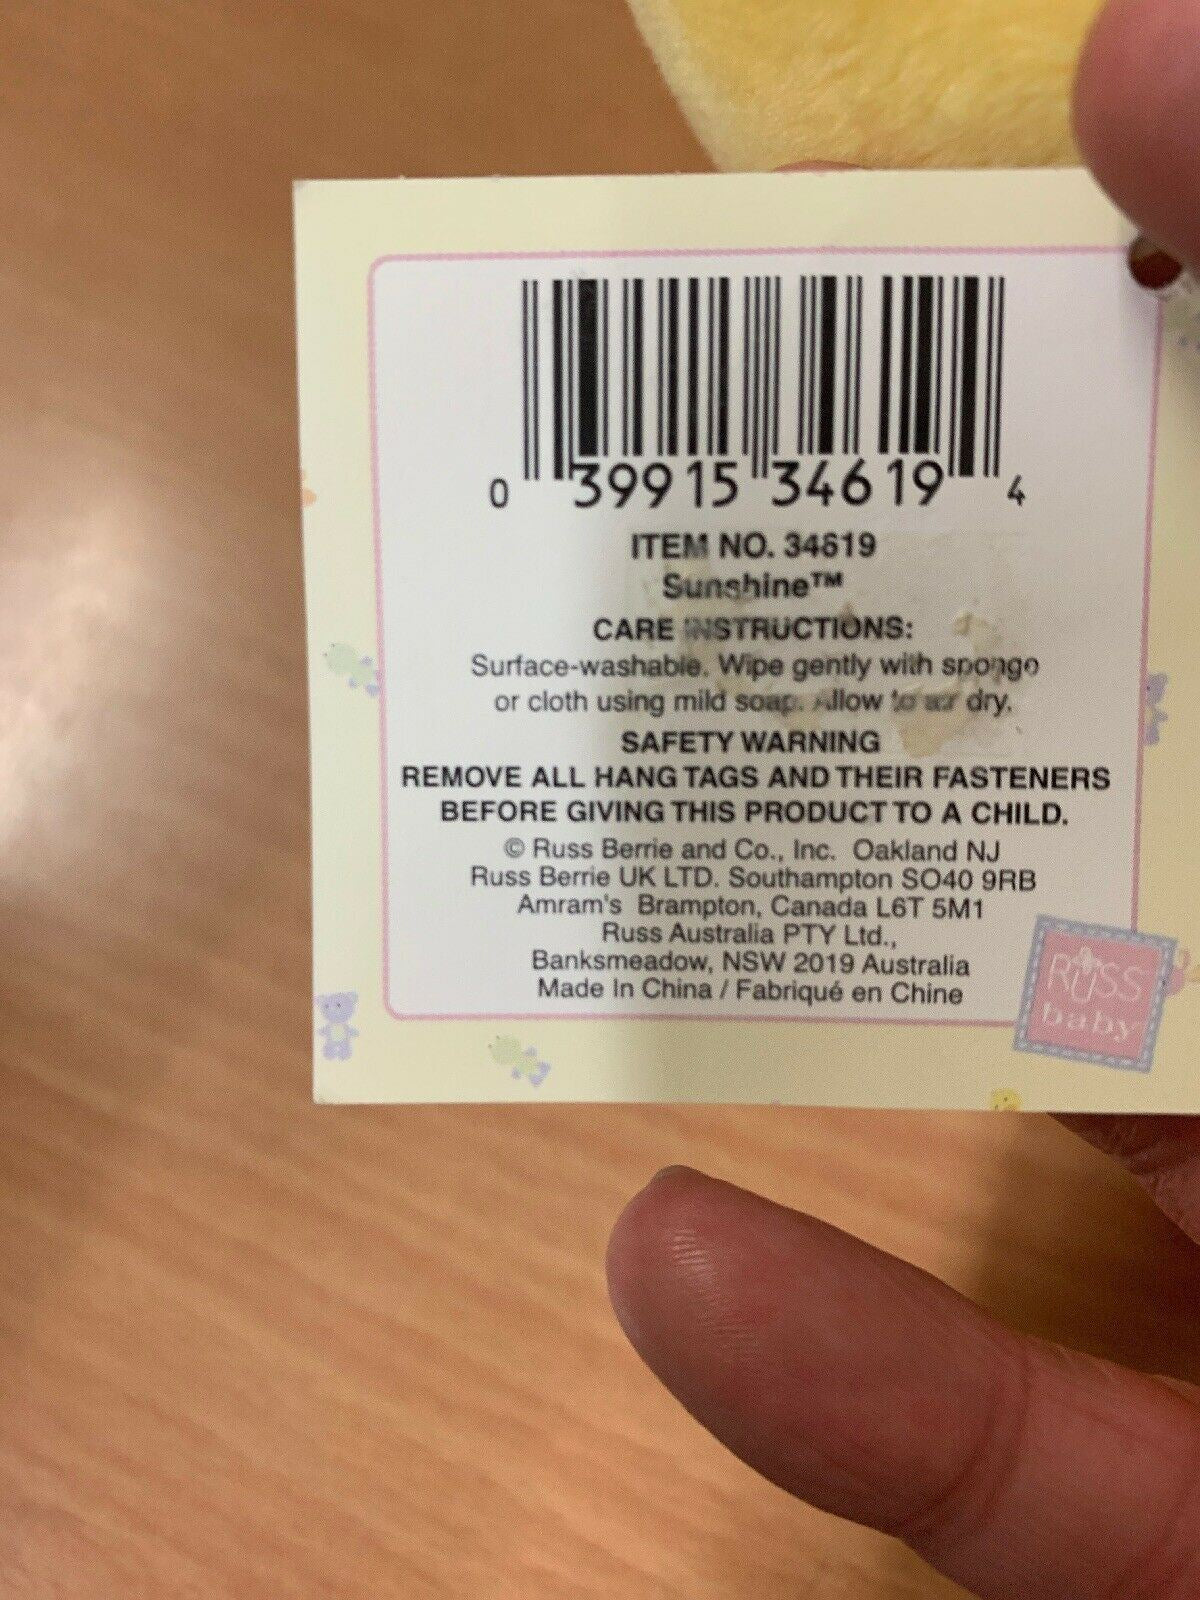 0 39915 34619 4
ITEM NO. 34619
Sunshine™
CARE INSTRUCTIONS:
Surface-washable. Wipe gently with sponge
or cloth using mild soap. Allow to air dry.
SAFETY WARNING
REMOVE ALL HANG TAGS AND THEIR FASTENERS
BEFORE GIVING THIS PRODUCT TO A CHILD.
© Russ Berrie and Co., Inc. Oakland NJ
Russ Berrie UK LTD. Southampton SO40 9RB
Amram's Brampton, Canada L6T 5M1
Russ Australia PTY Ltd.,
Banksmeadow, NSW 2019 Australia
Made In China / Fabriqué en Chine
RUSS
baby